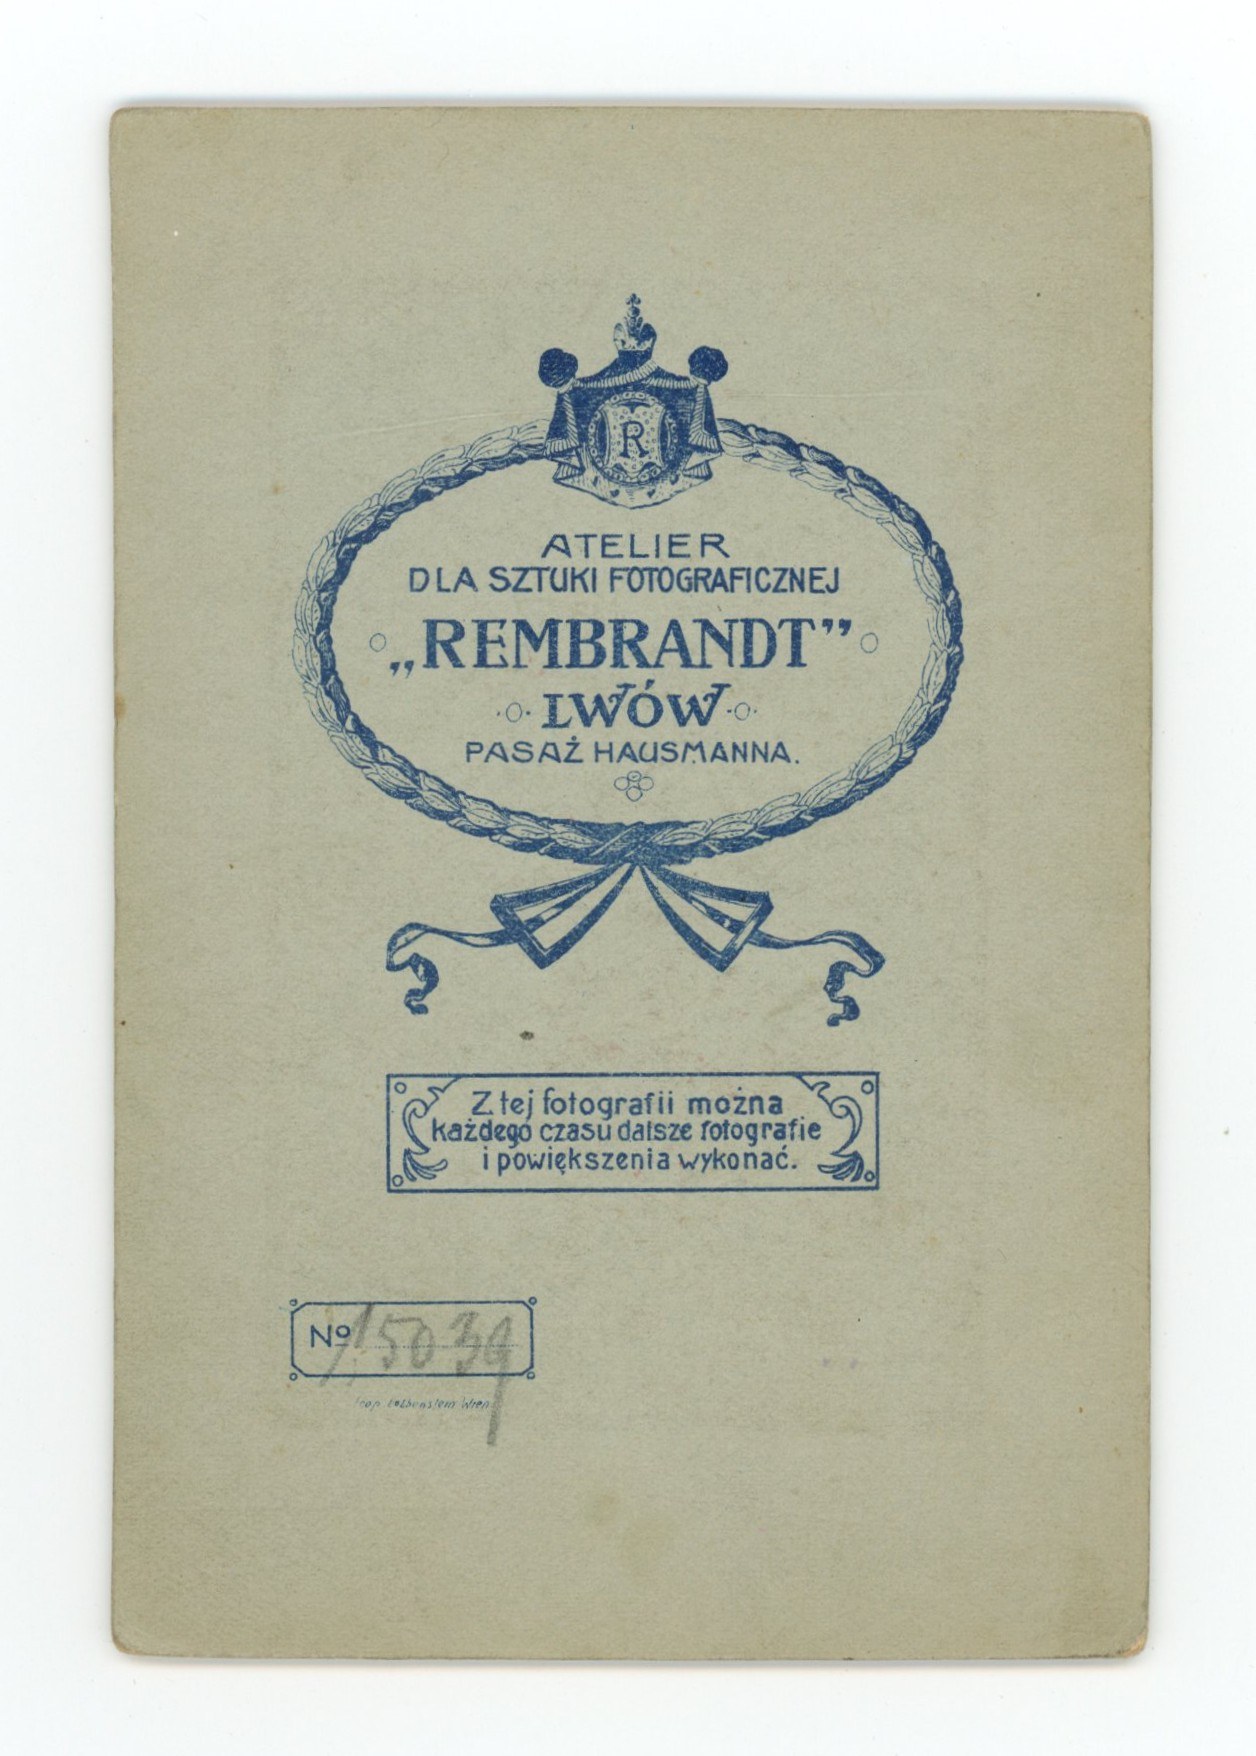 R
ATELIER
DLA SZTUKI FOTOGRAFICZNEJ
„REMBRANDT”
LWÓW
PASAŻ HAUSMANNA.
Z tej fotografii można
każdego czasu dalsze fotografie
i powiększenia wykonać.
No 15039
Wien